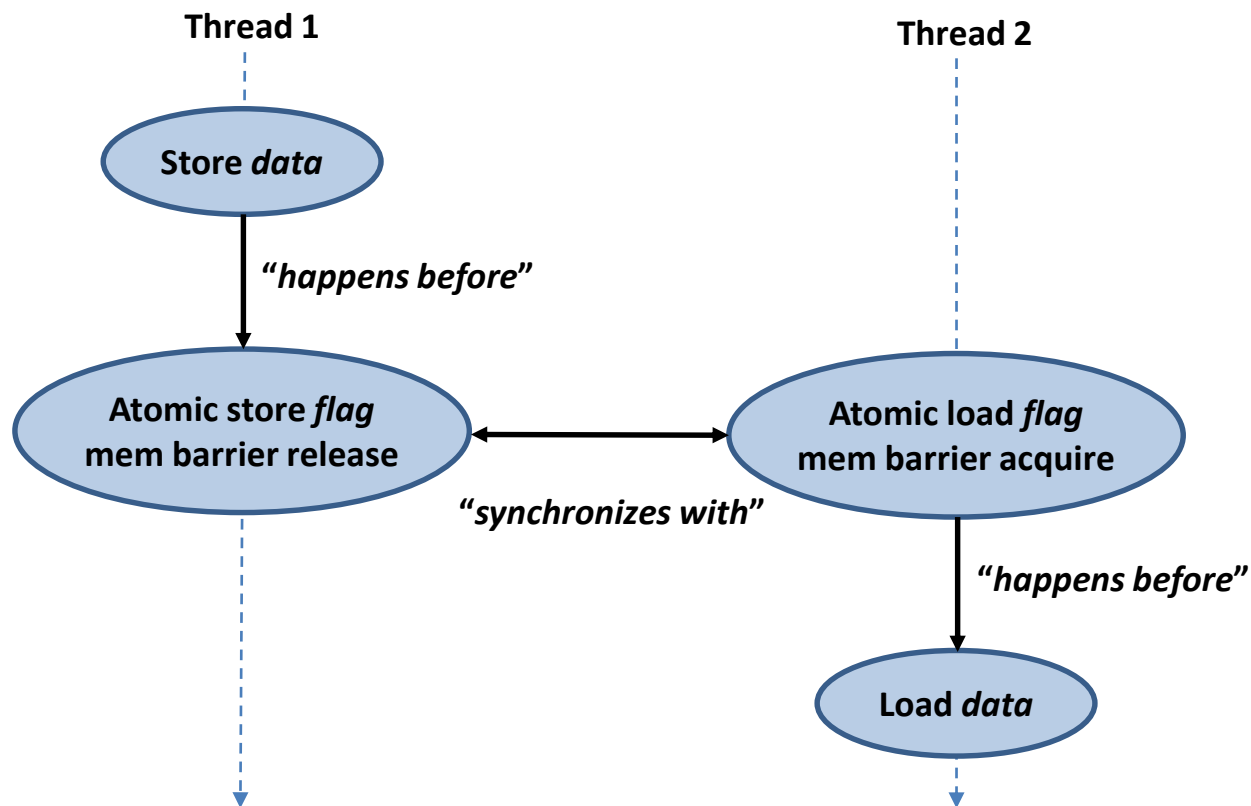 Thread 1
Thread 2
Store data
“happens before”
Atomic store flag
mem barrier release
Atomic load flag
mem barrier acquire
“synchronizes with”
“happens before”
Load data